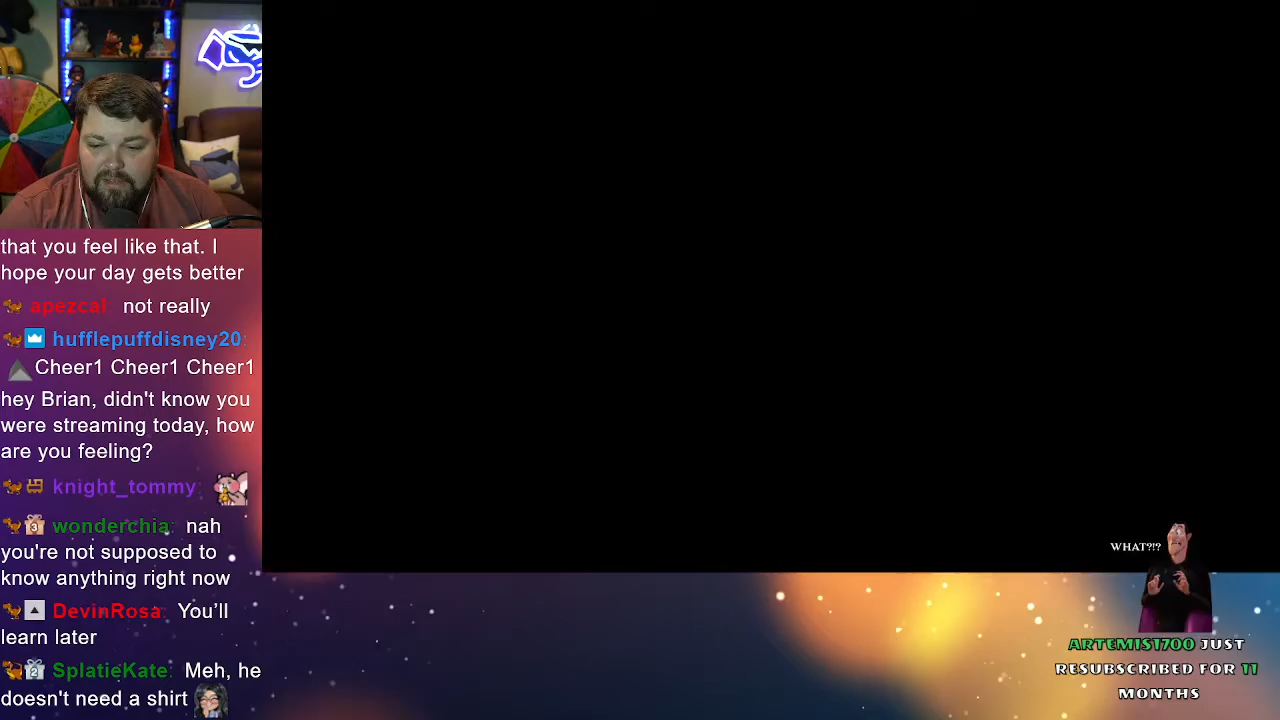 that you feel like that. I
hope your day gets better
apezcal: not really
hufflepuffdisney20:
Cheer1 Cheer1 Cheer1
hey Brian, didn't know you
were streaming today, how
are you feeling?
knight_tommy:
3 wonderchia: nah
you're not supposed to
know anything right now
DevinRosa: You’ll
learn later
2 SplatieKate: Meh, he
doesn't need a shirt
WHAT?!?
ARTEMIS1700 JUST
RESUBSCRIBED FOR 11
MONTHS